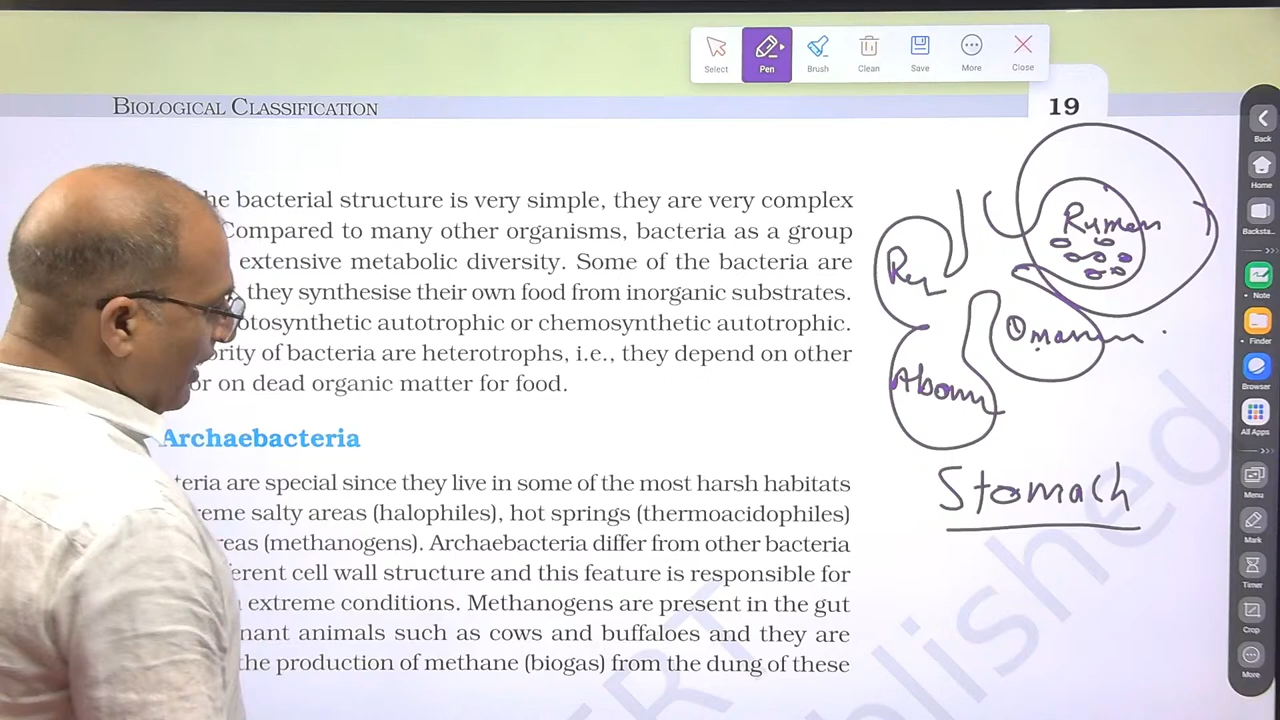 Select Pen Brush Clean Save More Close
BIOLOGICAL CLASSIFICATION
19
he bacterial structure is very simple, they are very complex
Compared to many other organisms, bacteria as a group
extensive metabolic diversity. Some of the bacteria are
they synthesise their own food from inorganic substrates.
otosynthetic autotrophic or chemosynthetic autotrophic.
rity of bacteria are heterotrophs, i.e., they depend on other
or on dead organic matter for food.
Archaebacteria
teria are special since they live in some of the most harsh habitats
reme salty areas (halophiles), hot springs (thermoacidophiles)
reas (methanogens). Archaebacteria differ from other bacteria
erent cell wall structure and this feature is responsible for
extreme conditions. Methanogens are present in the gut
nant animals such as cows and buffaloes and they are
the production of methane (biogas) from the dung of these
Rumen
Omasum
Abom
Stomach
Back
Home
Backsta...
Note
Finder
Browser
All Apps
Menu
Mark
Timer
Crop
More